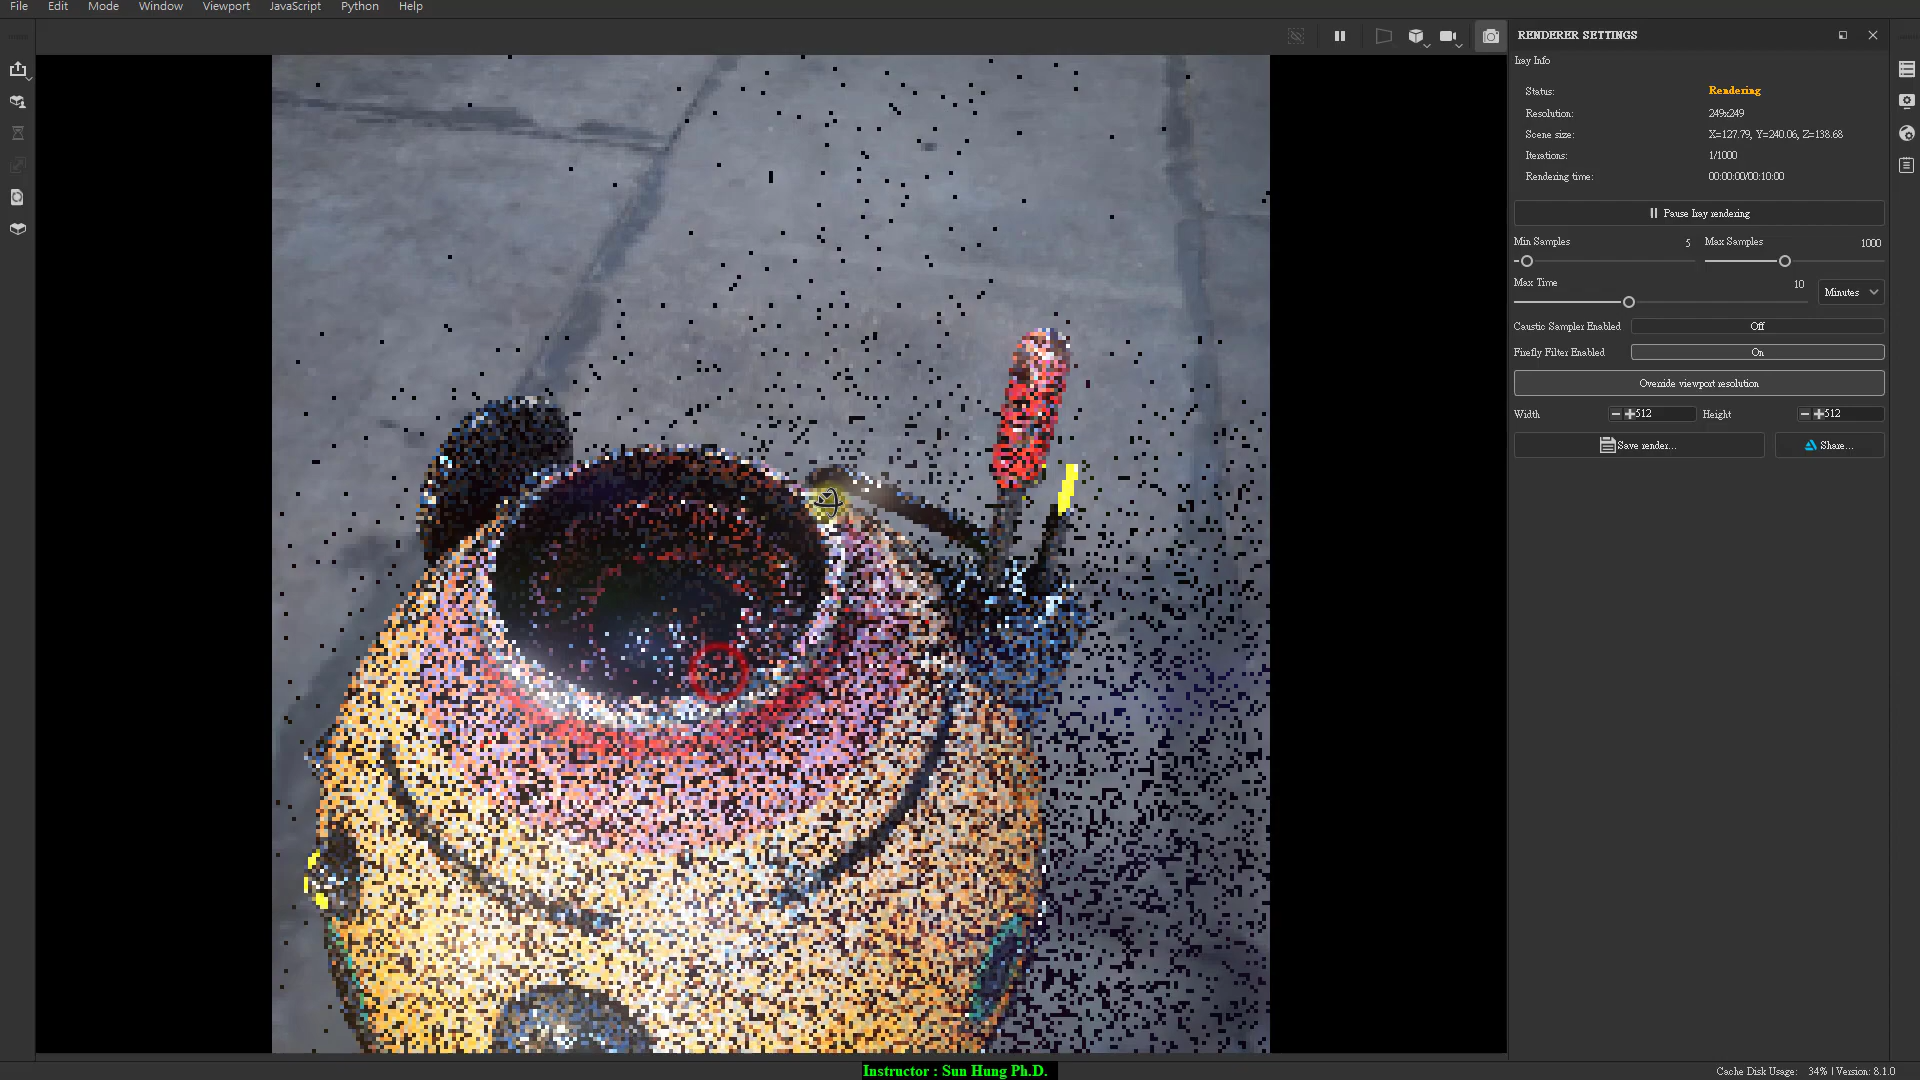 File Edit Mode Window Viewport JavaScript Python Help
RENDERER SETTINGS
Iray Info
Status: Rendering
Resolution: 249x249
Scene size: X=127.79, Y=240.06, Z=138.68
Iterations: 1/1000
Rendering time: 00:00:00/00:10:00
Pause Iray rendering
Min Samples 5 Max Samples 1000
Max Time 10 Minutes
Caustic Sampler Enabled Off
Firefly Filter Enabled On
Override viewport resolution
Width 512 Height 512
Save render... Share...
Instructor : Sun Hung Ph.D.
Cache Disk Usage: 34% | Version: 8.1.0